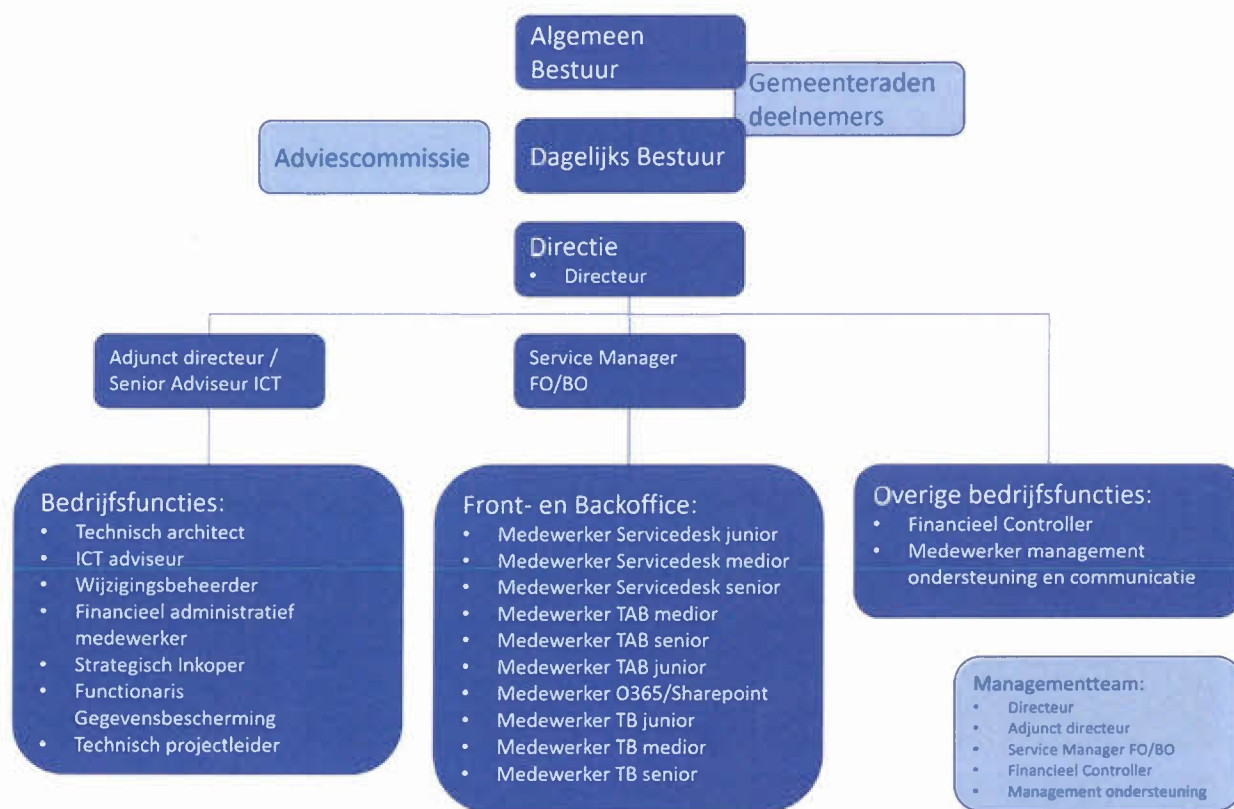 Algemeen
Bestuur
Gemeenteraden
deelnemers
Adviescommissie
Dagelijks Bestuur
Directie
• Directeur
Adjunct directeur /
Senior Adviseur ICT
Service Manager
FO/BO
Bedrijfsfuncties:
• Technisch architect
• ICT adviseur
• Wijzigingsbeheerder
• Financieel administratief
medewerker
• Strategisch Inkoper
• Functionaris
Gegevensbescherming
• Technisch projectleider
Front- en Backoffice:
• Medewerker Servicedesk junior
• Medewerker Servicedesk medior
• Medewerker Servicedesk senior
• Medewerker TAB medior
• Medewerker TAB senior
• Medewerker TAB junior
• Medewerker O365/Sharepoint
• Medewerker TB junior
• Medewerker TB medior
• Medewerker TB senior
Overige bedrijfsfuncties:
• Financieel Controller
• Medewerker management
ondersteuning en communicatie
Managementteam:
• Directeur
• Adjunct directeur
• Service Manager FO/BO
• Financieel Controller
• Management ondersteuning